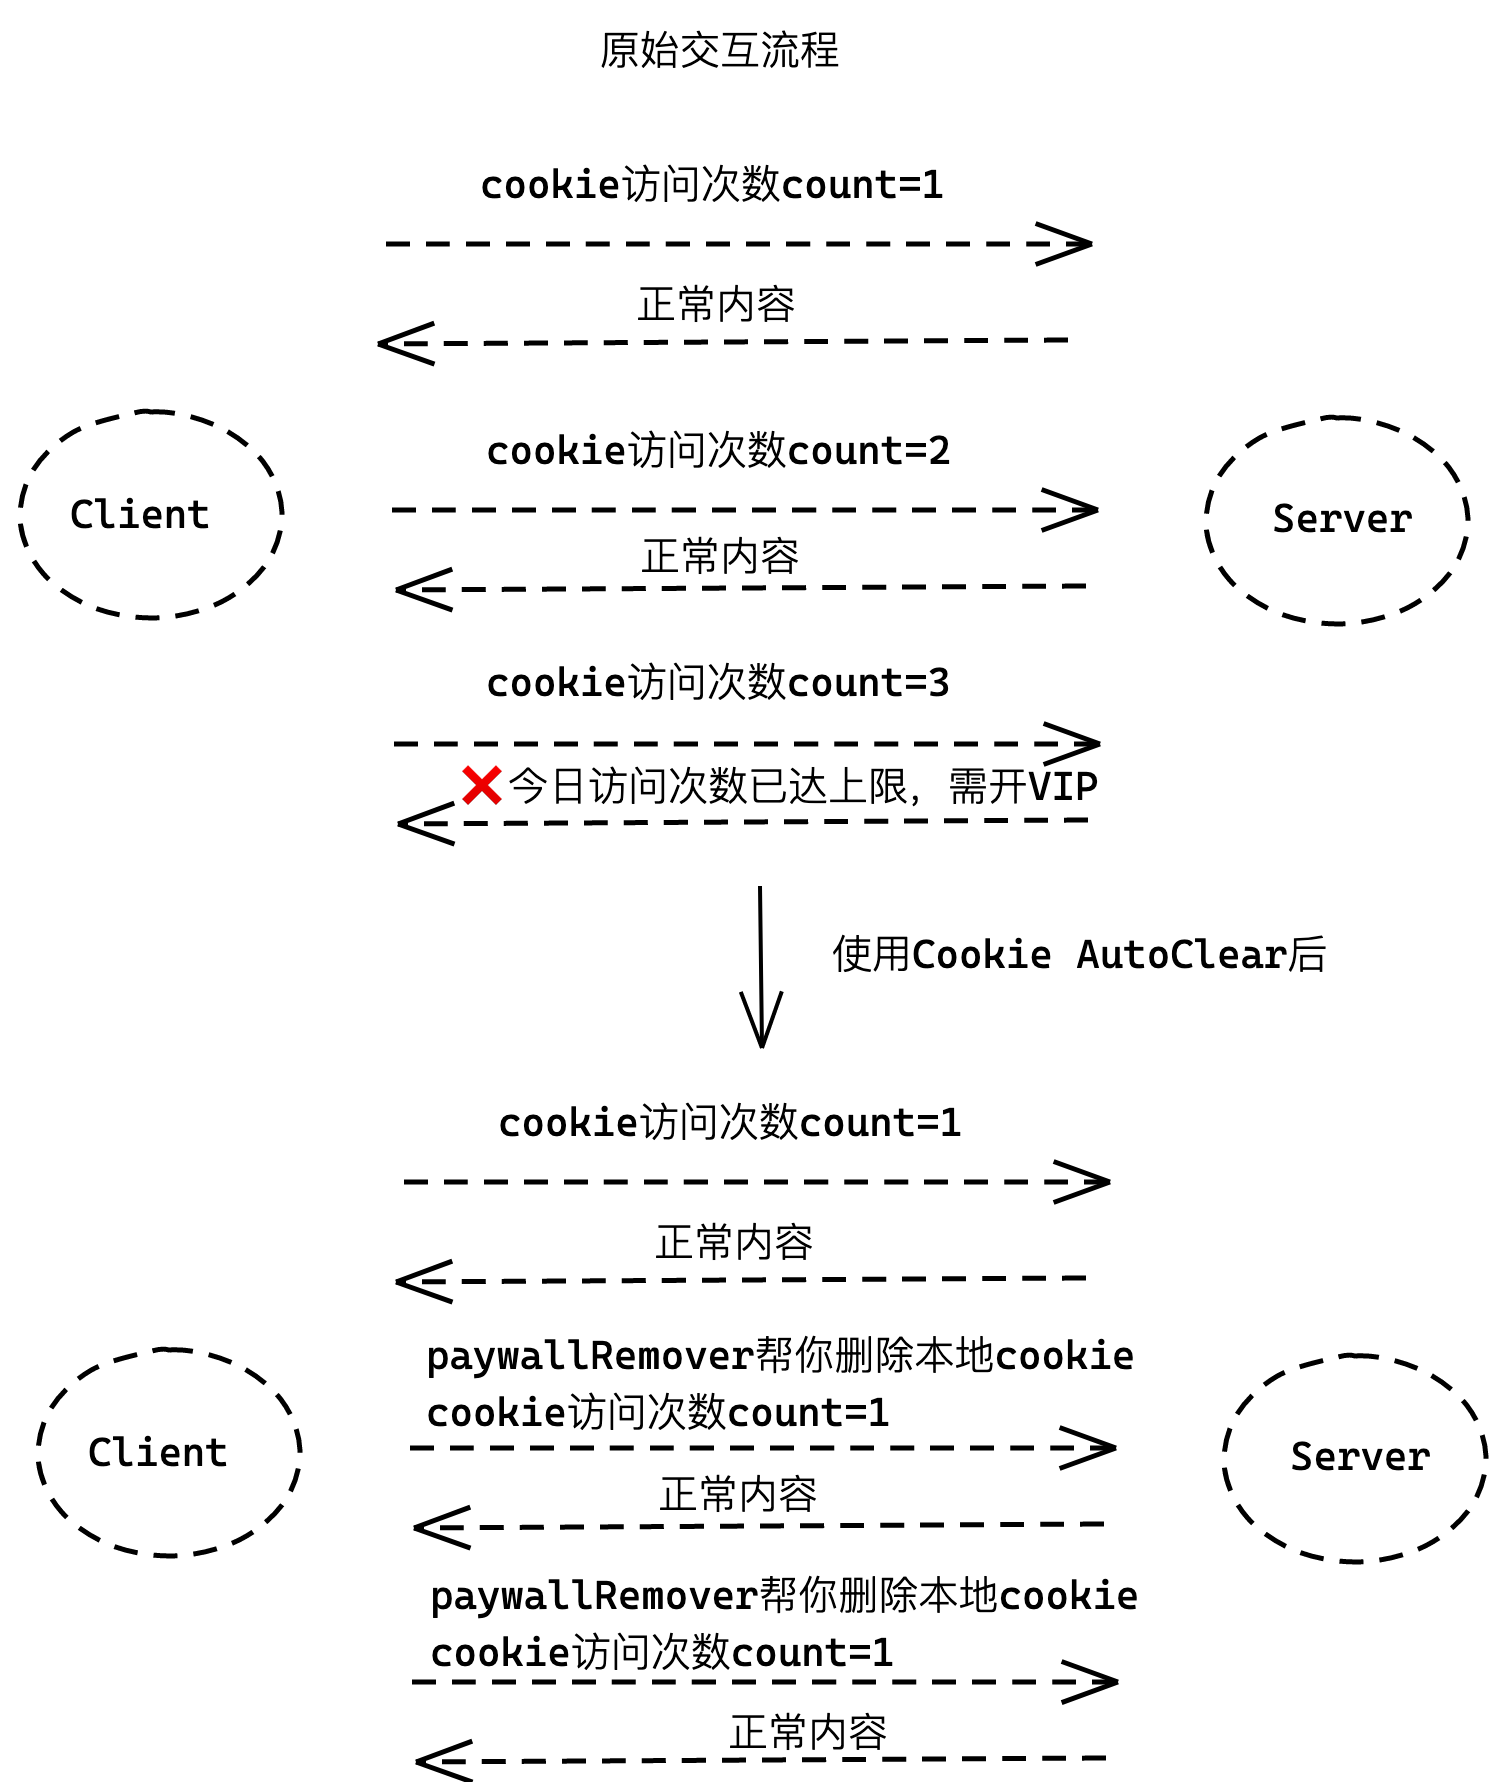 原始交互流程
cookie访问次数count=1
正常内容
cookie访问次数count=2
Client
Server
正常内容
cookie访问次数count=3
❌今日访问次数已达上限，需开VIP
使用Cookie AutoClear后
cookie访问次数count=1
正常内容
paywallRemover帮你删除本地cookie
cookie访问次数count=1
Client
Server
正常内容
paywallRemover帮你删除本地cookie
cookie访问次数count=1
正常内容